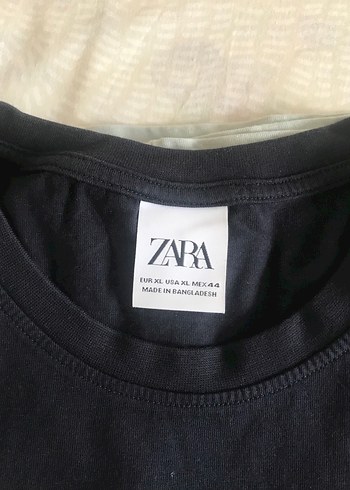 ZARA
EUR XL USA XL MEX 44
MADE IN BANGLADESH